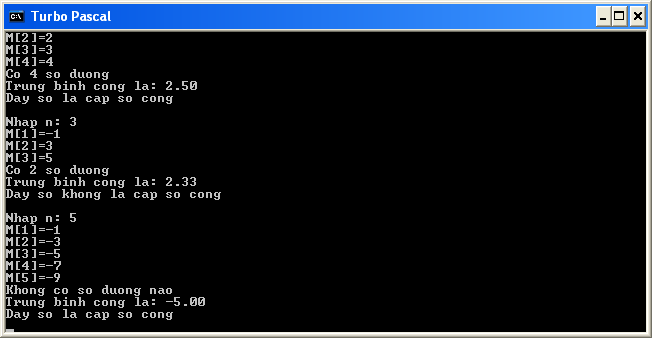 Turbo Pascal
M[2]=2
M[3]=3
M[4]=4
Co 4 so duong
Trung binh cong la: 2.50
Day so la cap so cong
Nhap n: 3
M[1]=-1
M[2]=3
M[3]=5
Co 2 so duong
Trung binh cong la: 2.33
Day so khong la cap so cong
Nhap n: 5
M[1]=-1
M[2]=-3
M[3]=-5
M[4]=-7
M[5]=-9
Khong co so duong nao
Trung binh cong la: -5.00
Day so la cap so cong